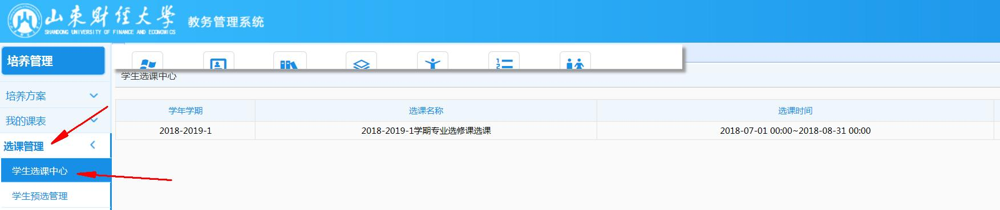 山东财经大学
SHANDONG UNIVERSITY OF FINANCE AND ECONOMICS
教务管理系统
培养管理
培养方案
我的课表
选课管理
学生选课中心
学生预选管理
学生选课中心
学年学期 选课名称 选课时间
2018-2019-1 2018-2019-1学期专业选修课选课 2018-07-01 00:00~2018-08-31 00:00